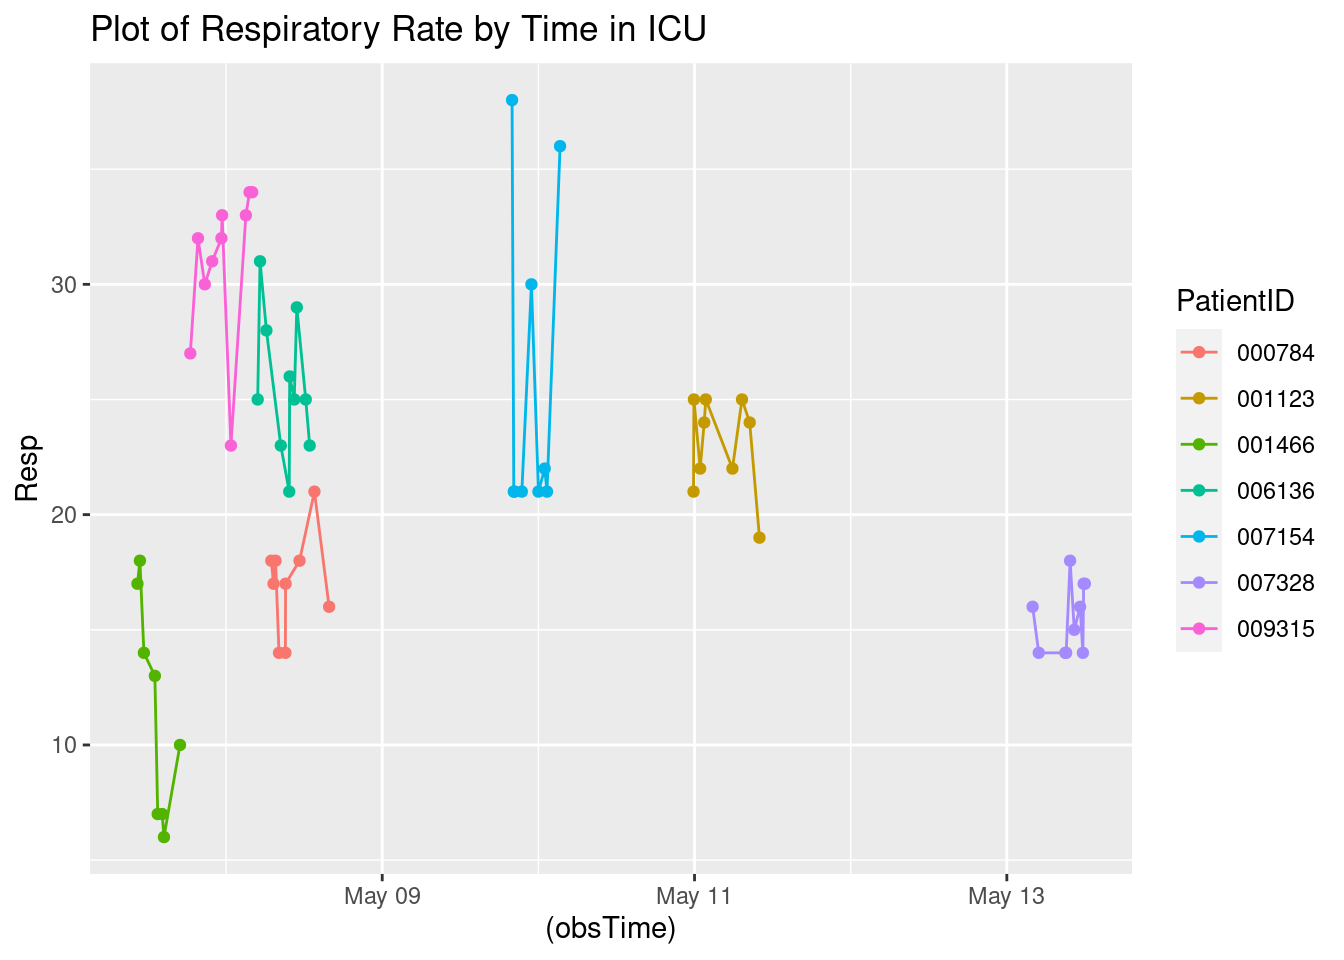 Plot of Respiratory Rate by Time in ICU
Resp
30
20
10
May 09
May 11
May 13
(obsTime)
PatientID
000784
001123
001466
006136
007154
007328
009315